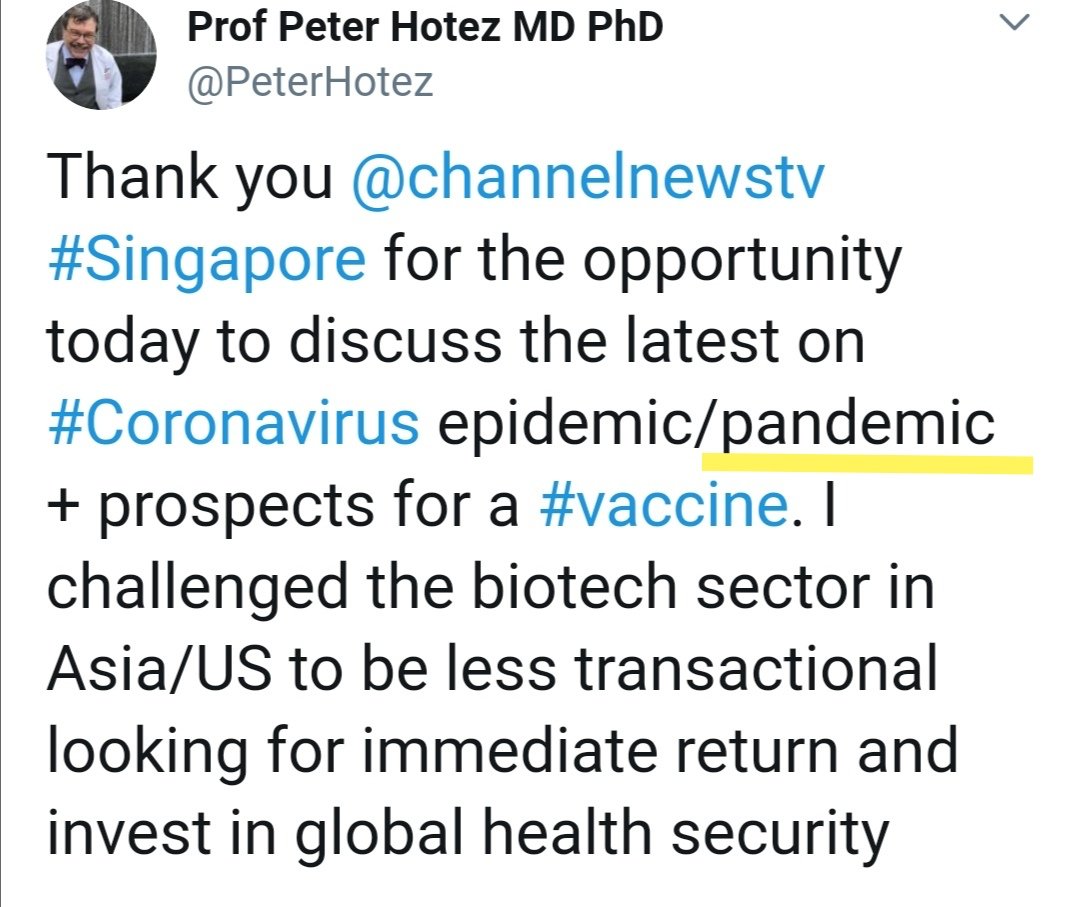 Prof Peter Hotez MD PhD
@PeterHotez
Thank you @channelnewstv
#Singapore for the opportunity
today to discuss the latest on
#Coronavirus epidemic/pandemic
+ prospects for a #vaccine. I
challenged the biotech sector in
Asia/US to be less transactional
looking for immediate return and
invest in global health security